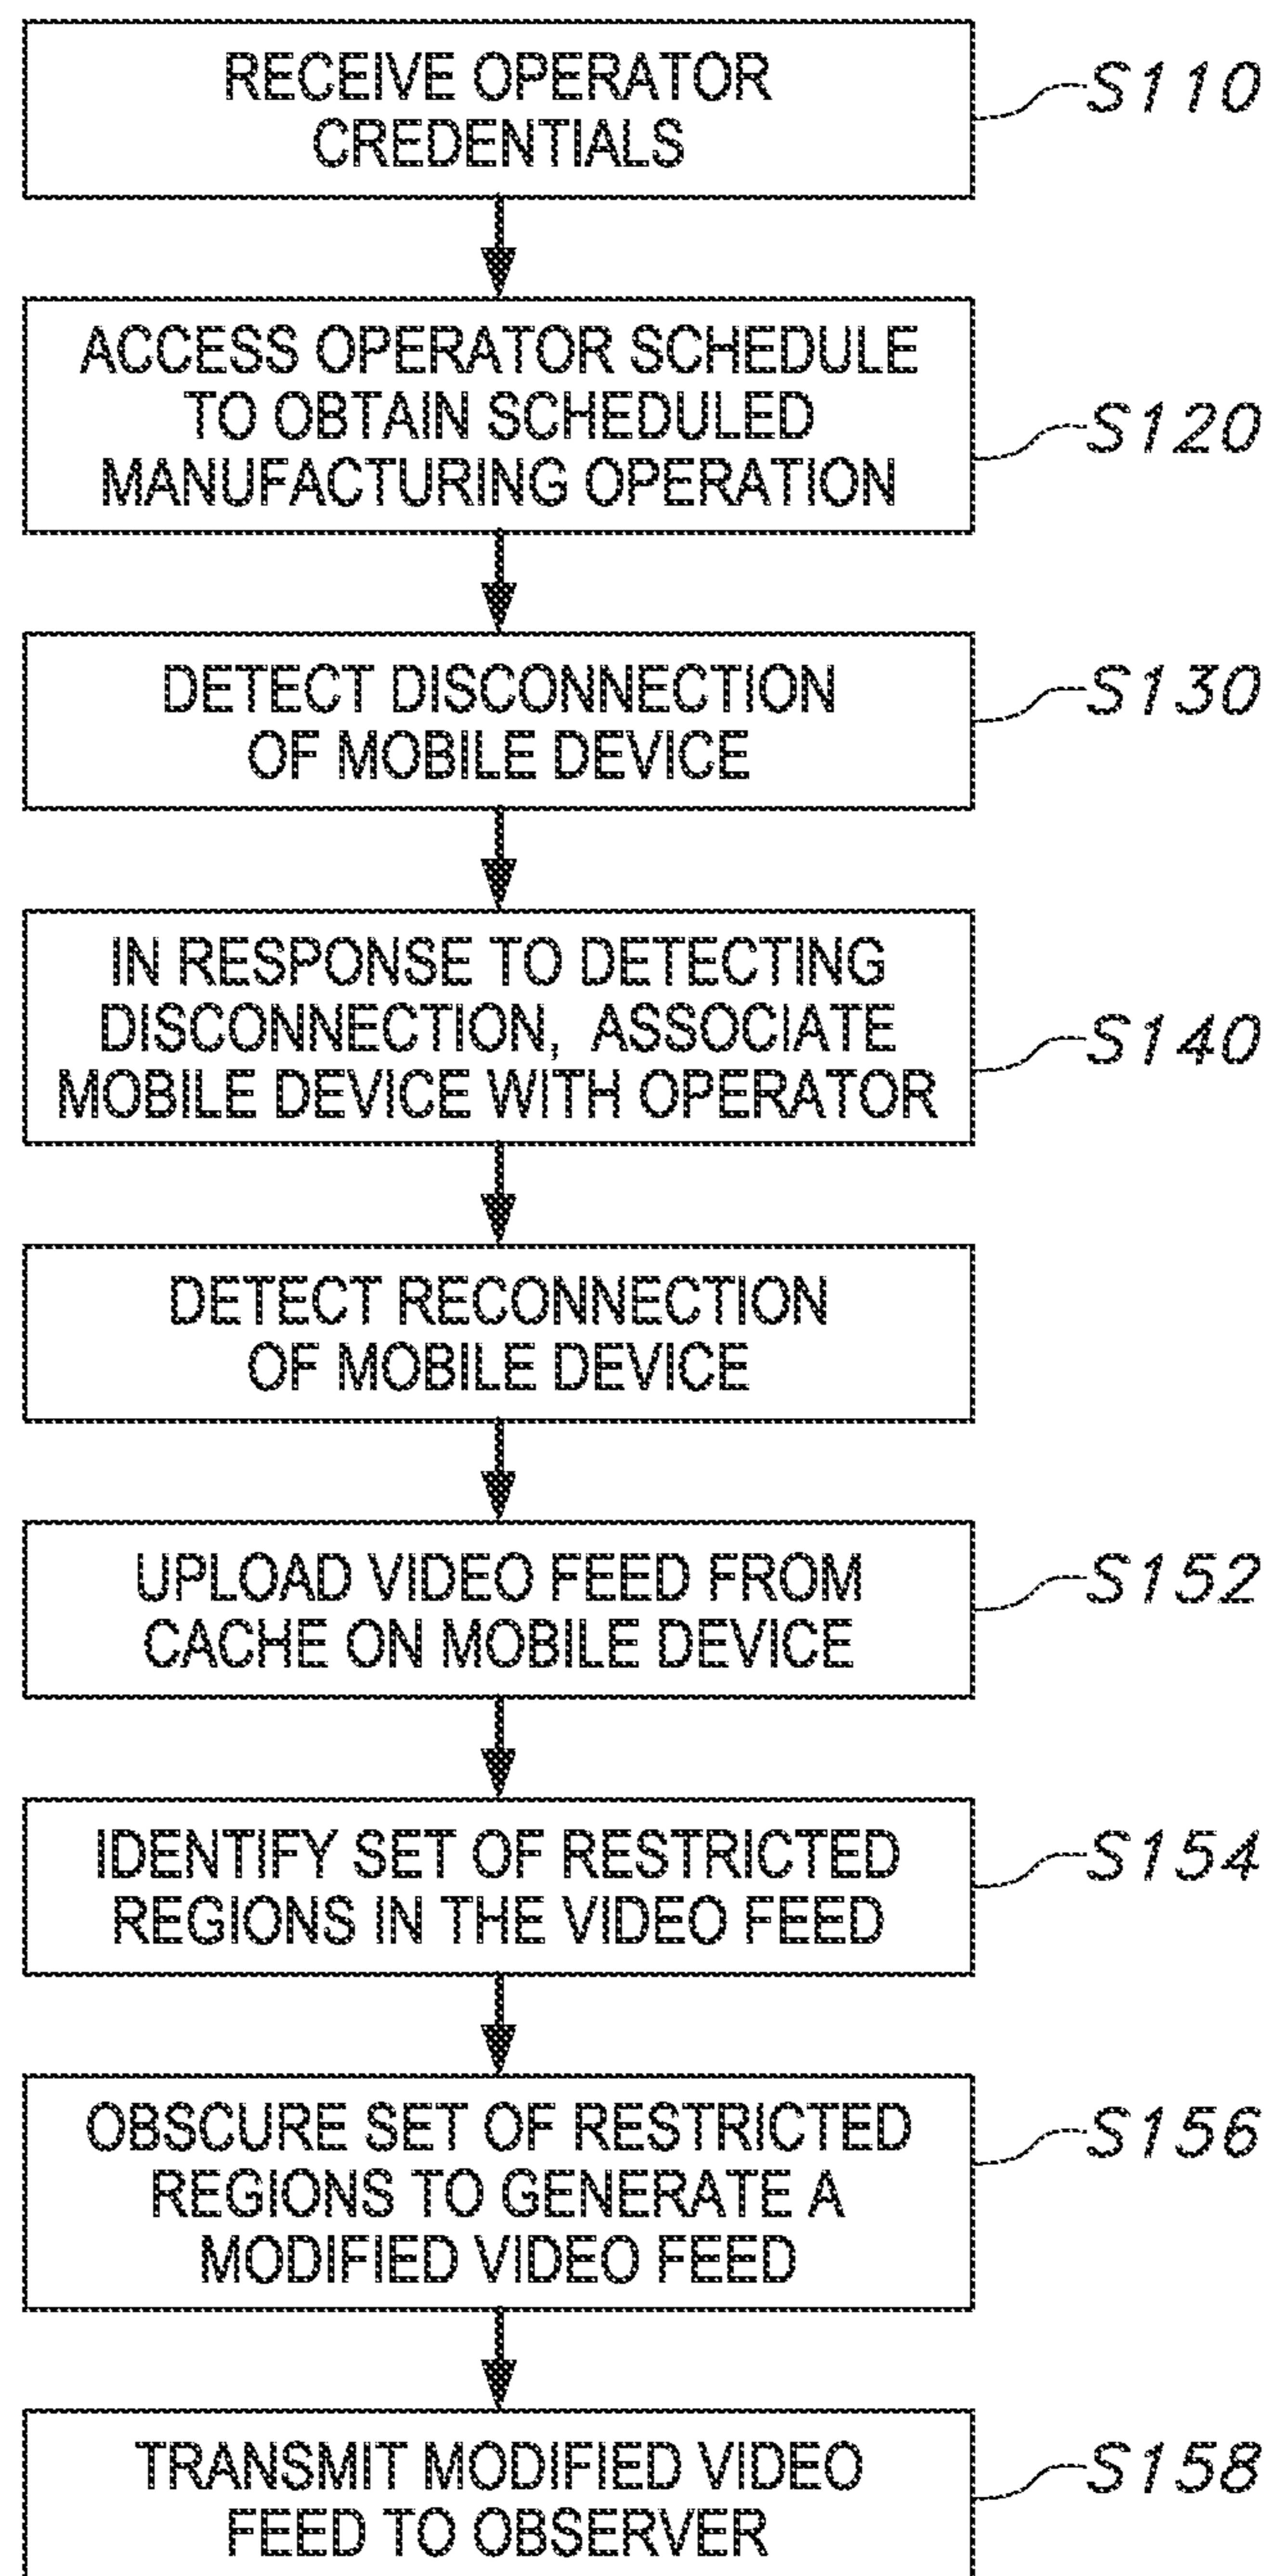 RECEIVE OPERATOR
CREDENTIALS
S110
ACCESS OPERATOR SCHEDULE
TO OBTAIN SCHEDULED
MANUFACTURING OPERATION
S120
DETECT DISCONNECTION
OF MOBILE DEVICE
S130
IN RESPONSE TO DETECTING
DISCONNECTION, ASSOCIATE
MOBILE DEVICE WITH OPERATOR
S140
DETECT RECONNECTION
OF MOBILE DEVICE
UPLOAD VIDEO FEED FROM
CACHE ON MOBILE DEVICE
S152
IDENTIFY SET OF RESTRICTED
REGIONS IN THE VIDEO FEED
S154
OBSCURE SET OF RESTRICTED
REGIONS TO GENERATE A
MODIFIED VIDEO FEED
S156
TRANSMIT MODIFIED VIDEO
FEED TO OBSERVER
S158